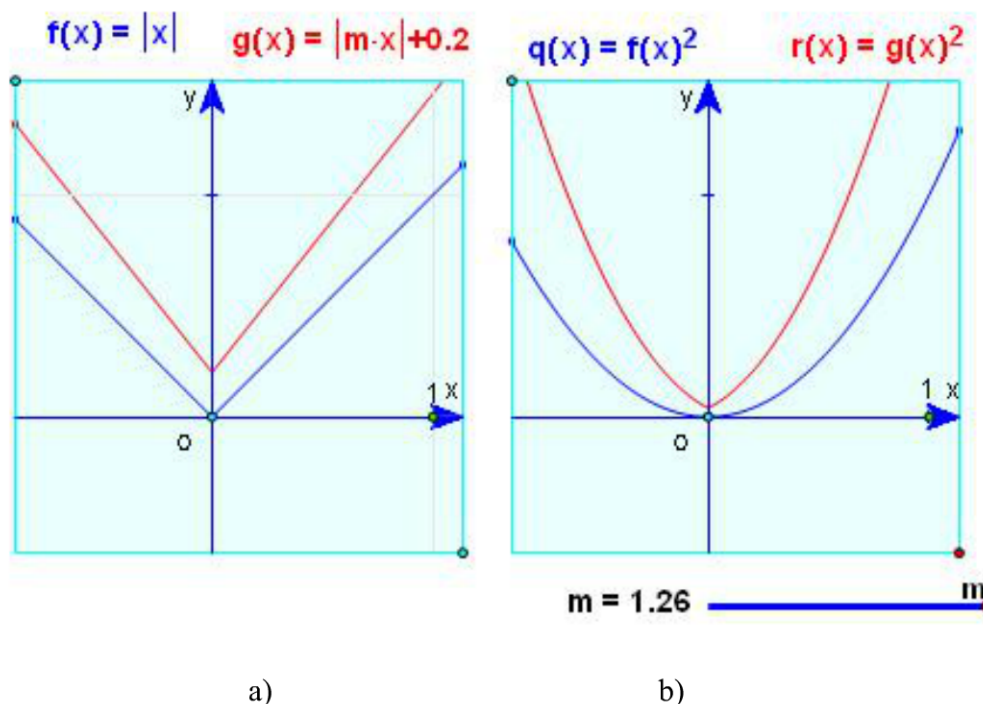 f(x) = |x|
g(x) = |m·x|+0.2
y
1 x
O
q(x) = f(x)²
r(x) = g(x)²
y
1 x
O
m = 1.26
m
a)
b)